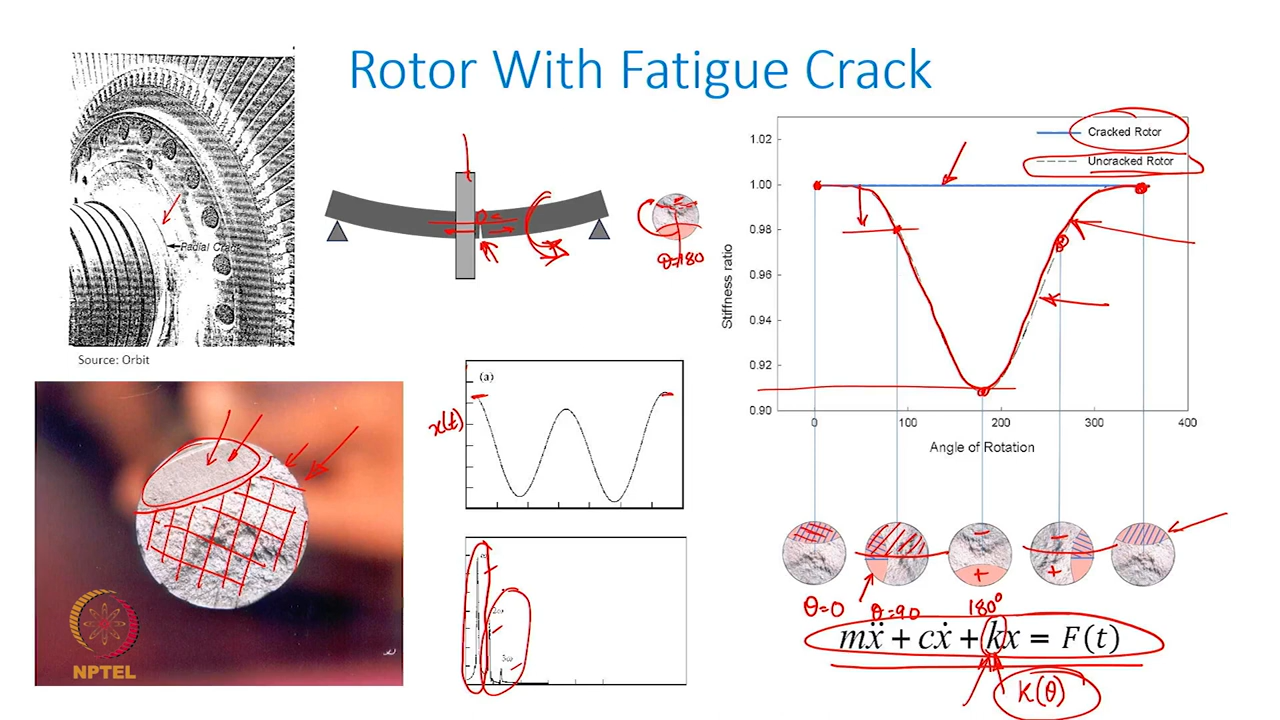 Rotor With Fatigue Crack
Radial Crack
Source: Orbit
NPTEL
θ=180
(a)
x(t)
2ω
3ω
Cracked Rotor
Uncracked Rotor
Stiffness ratio
1.02
1.00
0.98
0.96
0.94
0.92
0.90
0 100 200 300 400
Angle of Rotation
- - + +
θ=0 θ=90 180°
mẍ + cẋ + kx = F(t)
K(θ)